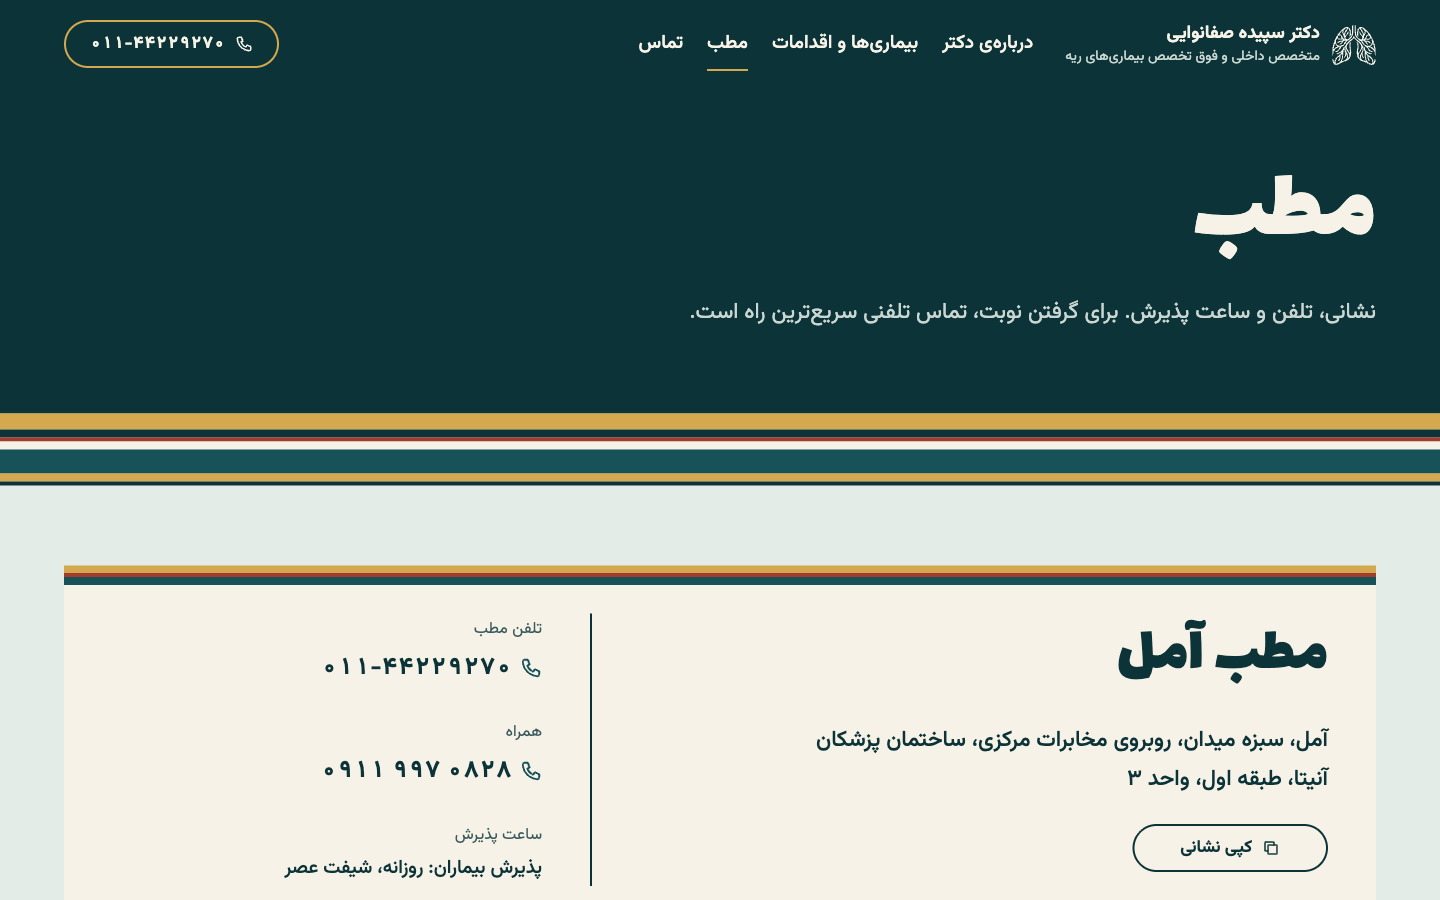 دکتر سپیده صفانوایی
متخصص داخلی و فوق تخصص بیماری‌های ریه
درباره‌ی دکتر
بیماری‌ها و اقدامات
مطب
تماس
۰۱۱-۴۴۲۲۹۲۷۰
مطب
نشانی، تلفن و ساعت پذیرش. برای گرفتن نوبت، تماس تلفنی سریع‌ترین راه است.
مطب آمل
آمل، سبزه میدان، روبروی مخابرات مرکزی، ساختمان پزشکان
آنیتا، طبقه اول، واحد ۳
کپی نشانی
تلفن مطب
۰۱۱-۴۴۲۲۹۲۷۰
همراه
۰۹۱۱ ۹۹۷ ۰۸۲۸
ساعت پذیرش
پذیرش بیماران: روزانه، شیفت عصر